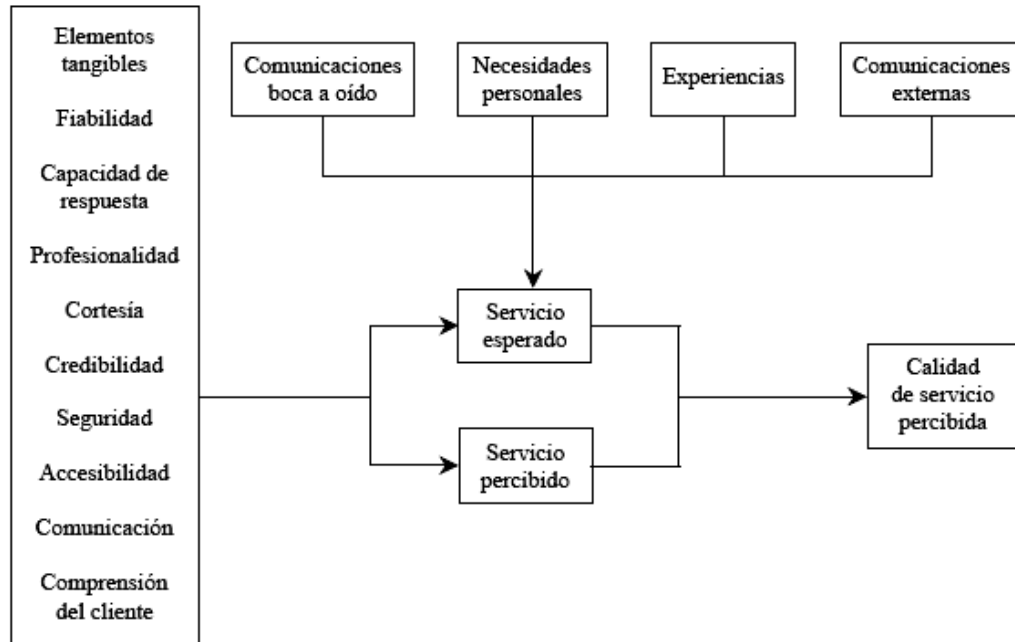 Elementos
tangibles
Fiabilidad
Capacidad de
respuesta
Profesionalidad
Cortesía
Credibilidad
Seguridad
Accesibilidad
Comunicación
Comprensión
del cliente
Comunicaciones
boca a oído
Necesidades
personales
Experiencias
Comunicaciones
externas
Servicio
esperado
Servicio
percibido
Calidad
de servicio
percibida